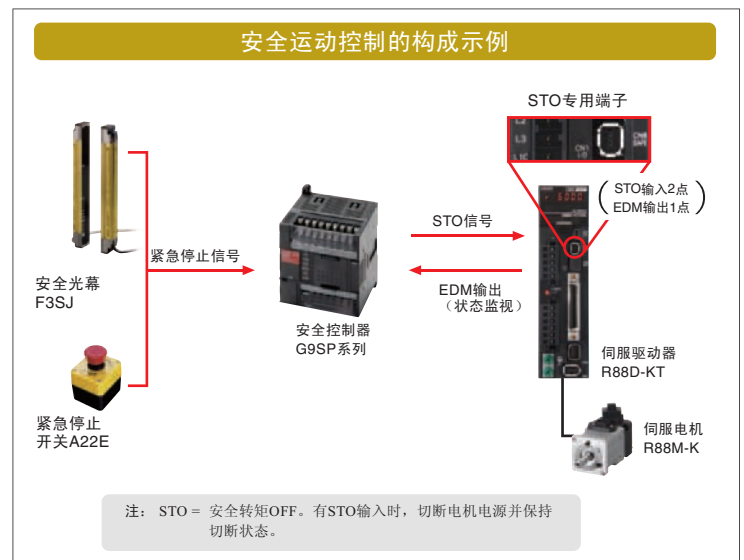 安全运动控制的构成示例
STO专用端子
L2
L3
L1C
CN1
I/O
STO输入2点
EDM输出1点
STO信号
紧急停止信号
EDM输出
（状态监视）
安全光幕
F3SJ
安全控制器
G9SP系列
伺服驱动器
R88D-KT
紧急停止
开关A22E
伺服电机
R88M-K
注： STO = 安全转矩OFF。有STO输入时，切断电机电源并保持
切断状态。